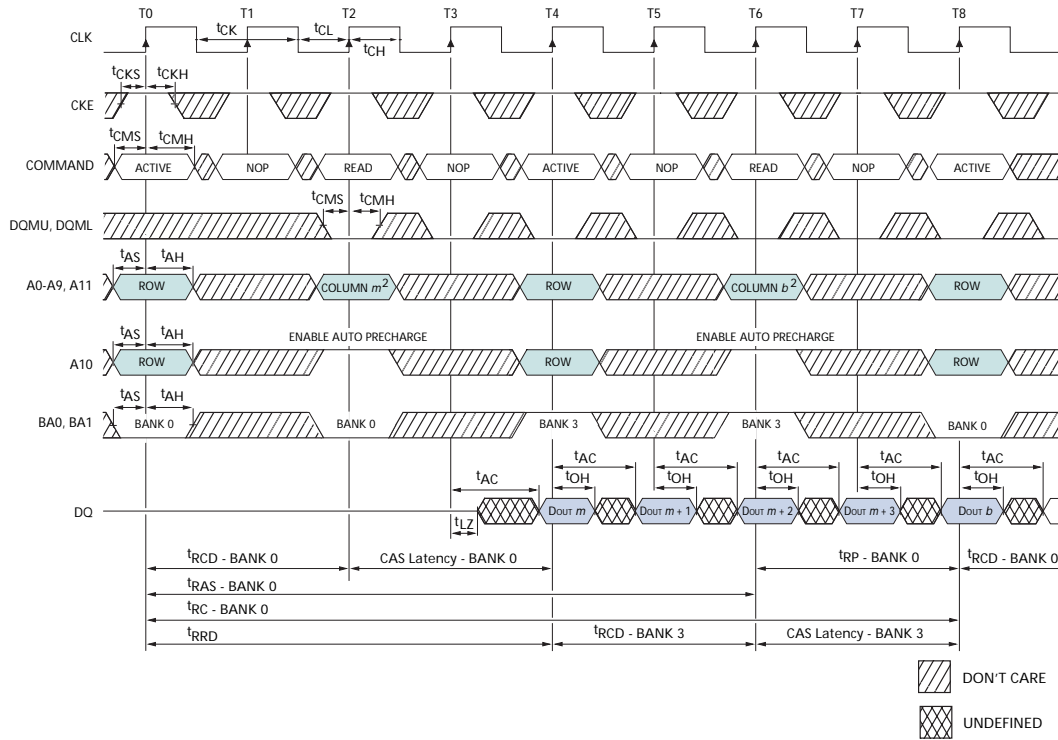 T0 T1 T2 T3 T4 T5 T6 T7 T8
CLK
tCK tCL
tCH
tCKS tCKH
CKE
tCMS tCMH
COMMAND ACTIVE NOP READ NOP ACTIVE NOP READ NOP ACTIVE
tCMS tCMH
DQMU, DQML
tAS tAH
A0-A9, A11 ROW COLUMN m2 ROW COLUMN b2 ROW
tAS tAH ENABLE AUTO PRECHARGE ENABLE AUTO PRECHARGE
A10 ROW ROW ROW
tAS tAH
BA0, BA1 BANK 0 BANK 0 BANK 3 BANK 3 BANK 0
tAC tAC tAC tAC tAC tAC
tOH tOH tOH tOH tOH
DQ DOUT m DOUT m + 1 DOUT m + 2 DOUT m + 3 DOUT b
tLZ
tRCD - BANK 0 CAS Latency - BANK 0 tRP - BANK 0 tRCD - BANK 0
tRAS - BANK 0
tRC - BANK 0
tRRD tRCD - BANK 3 CAS Latency - BANK 3
DON'T CARE
UNDEFINED